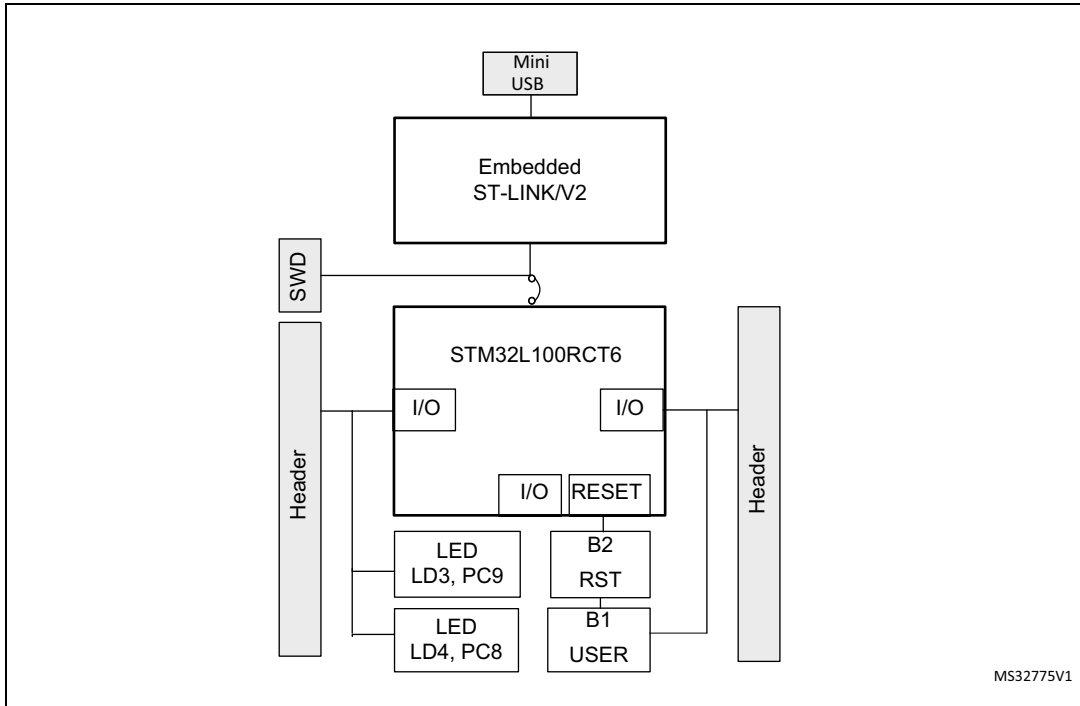 Mini
USB
Embedded
ST-LINK/V2
SWD
STM32L100RCT6
I/O
I/O
Header
Header
I/O
RESET
LED
LD3, PC9
B2
RST
LED
LD4, PC8
B1
USER
MS32775V1